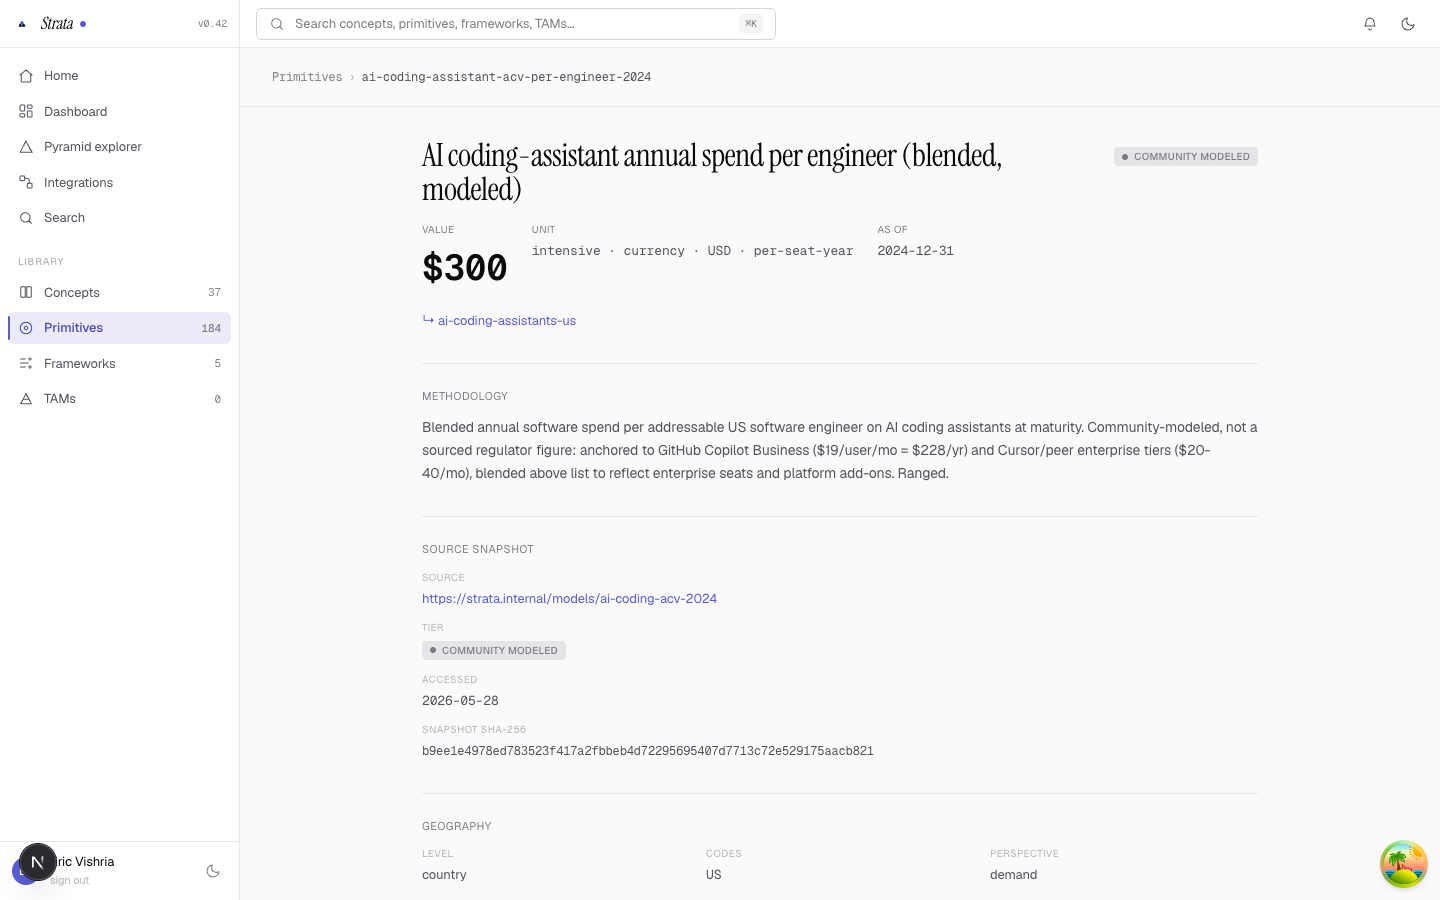 Strata
v0.42
Search concepts, primitives, frameworks, TAMs...
⌘K
Home
Dashboard
Pyramid explorer
Integrations
Search
LIBRARY
Concepts 37
Primitives 184
Frameworks 5
TAMs 0
ric Vishria
sign out
N
Primitives › ai-coding-assistant-acv-per-engineer-2024
AI coding-assistant annual spend per engineer (blended,
modeled)
COMMUNITY MODELED
VALUE
$300
UNIT
intensive · currency · USD · per-seat-year
AS OF
2024-12-31
↳ ai-coding-assistants-us
METHODOLOGY
Blended annual software spend per addressable US software engineer on AI coding assistants at maturity. Community-modeled, not a
sourced regulator figure: anchored to GitHub Copilot Business ($19/user/mo = $228/yr) and Cursor/peer enterprise tiers ($20-
40/mo), blended above list to reflect enterprise seats and platform add-ons. Ranged.
SOURCE SNAPSHOT
SOURCE
https://strata.internal/models/ai-coding-acv-2024
TIER
COMMUNITY MODELED
ACCESSED
2026-05-28
SNAPSHOT SHA-256
b9ee1e4978ed783523f417a2fbbeb4d72295695407d7713c72e529175aacb821
GEOGRAPHY
LEVEL
country
CODES
US
PERSPECTIVE
demand